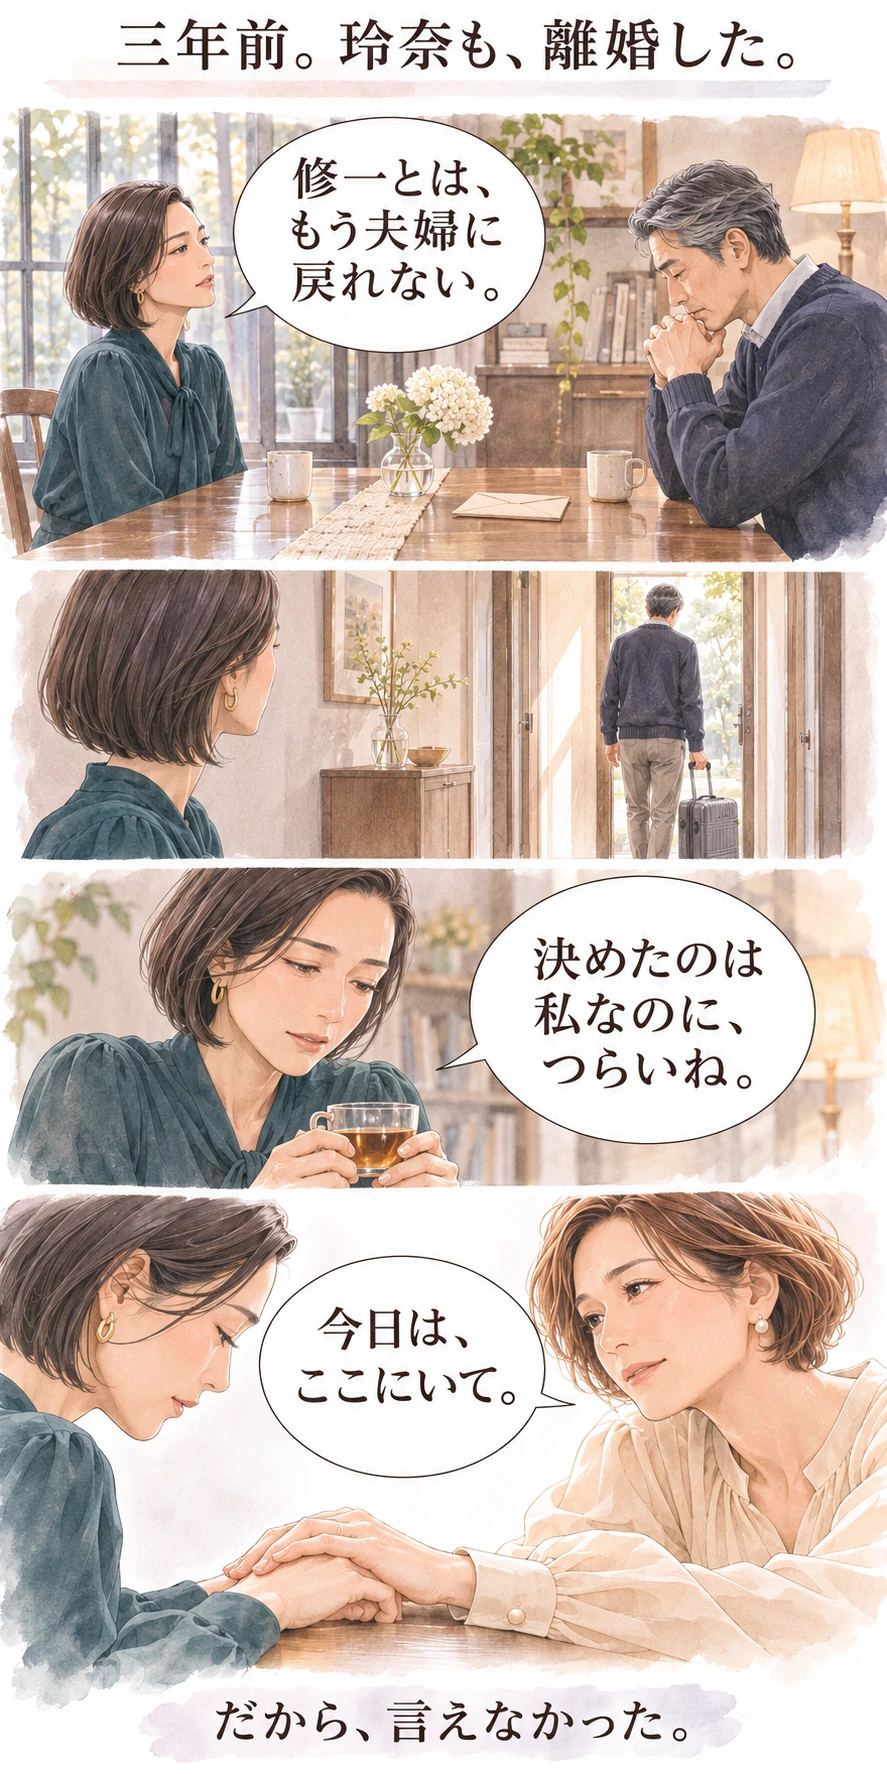 三年前。玲奈も、離婚した。
修一とは、
もう夫婦に
戻れない。
決めたのは
私なのに、
つらいね。
今日は、
ここにいて。
だから、言えなかった。